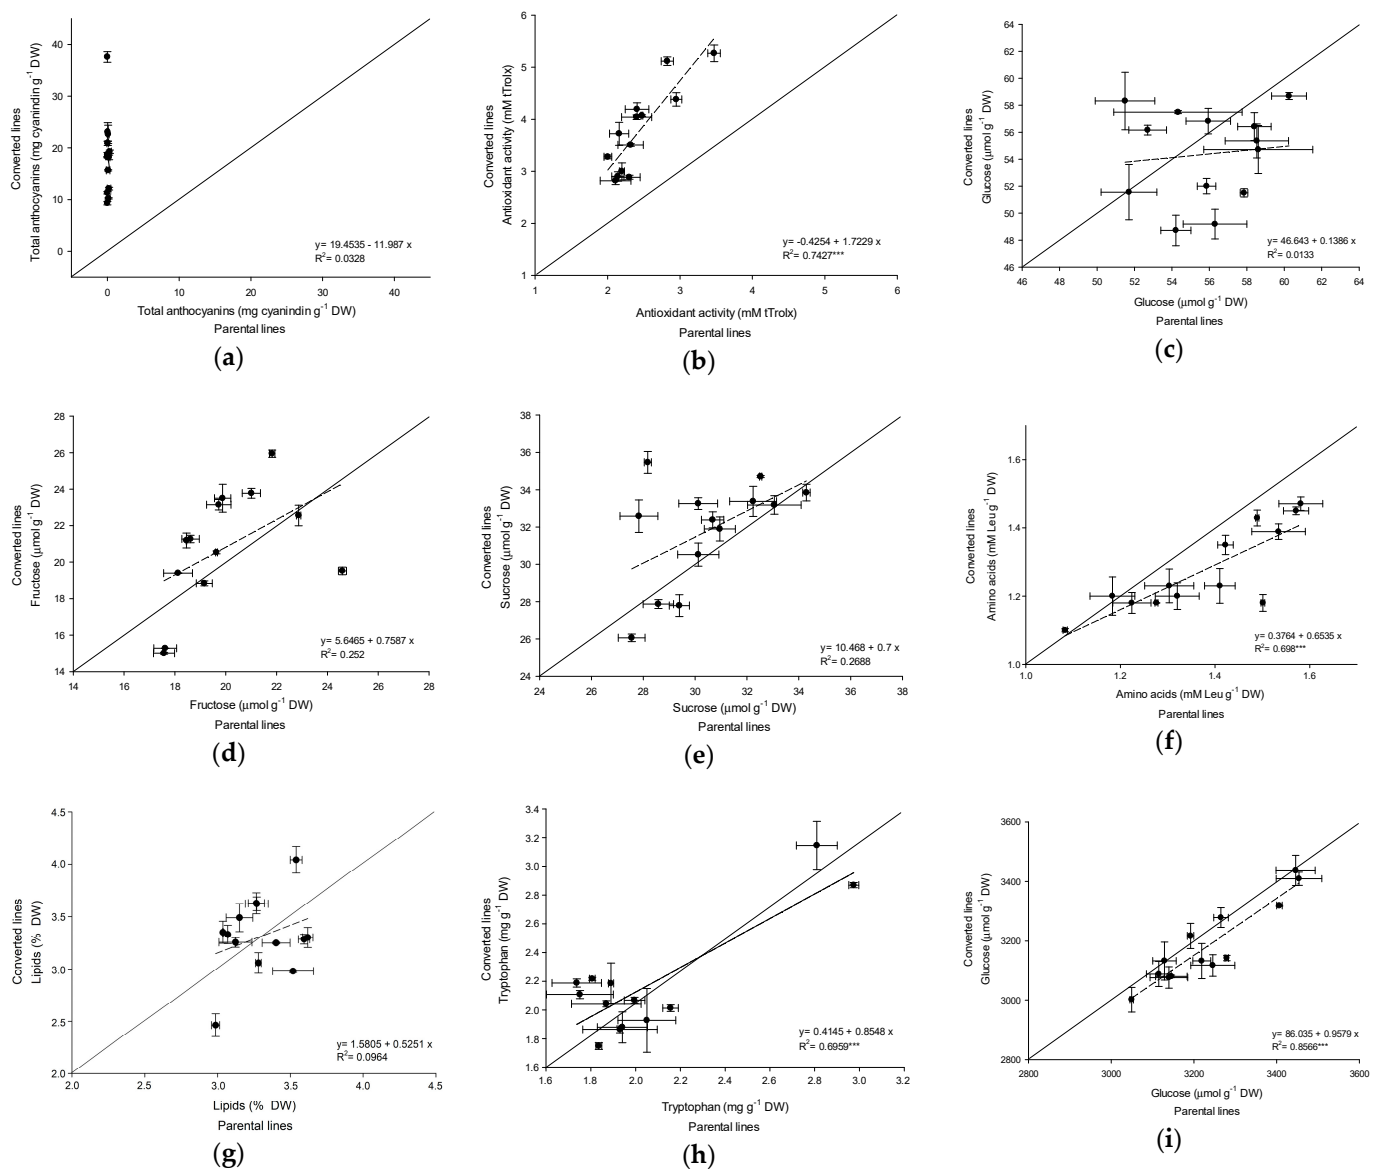 Converted lines
Total anthocyanins (mg cyanindin g⁻¹ DW)
40
30
20
10
0
y= 19.4535 - 11.987 x
R²= 0.0328
0 10 20 30 40
Total anthocyanins (mg cyanindin g⁻¹ DW)
Parental lines
(a)
Converted lines
Antioxidant activity (mM tTrolx)
6
5
4
3
2
1
y= -0.4254 + 1.7229 x
R²= 0.7427***
1 2 3 4 5 6
Antioxidant activity (mM tTrolx)
Parental lines
(b)
Converted lines
Glucose (μmol g⁻¹ DW)
64
62
60
58
56
54
52
50
48
46
y= 46.643 + 0.1386 x
R²= 0.0133
46 48 50 52 54 56 58 60 62 64
Glucose (μmol g⁻¹ DW)
Parental lines
(c)
Converted lines
Fructose (μmol g⁻¹ DW)
28
26
24
22
20
18
16
14
y= 5.6465 + 0.7587 x
R²= 0.252
14 16 18 20 22 24 26 28
Fructose (μmol g⁻¹ DW)
Parental lines
(d)
Converted lines
Sucrose (μmol g⁻¹ DW)
38
36
34
32
30
28
26
24
y= 10.468 + 0.7 x
R²= 0.2688
24 26 28 30 32 34 36 38
Sucrose (μmol g⁻¹ DW)
Parental lines
(e)
Converted lines
Amino acids (mM Leu g⁻¹ DW)
1.6
1.4
1.2
1.0
y= 0.3764 + 0.6535 x
R²= 0.698***
1.0 1.2 1.4 1.6
Amino acids (mM Leu g⁻¹ DW)
Parental lines
(f)
Converted lines
Lipids (% DW)
4.5
4.0
3.5
3.0
2.5
2.0
y= 1.5805 + 0.5251 x
R²= 0.0964
2.0 2.5 3.0 3.5 4.0 4.5
Lipids (% DW)
Parental lines
(g)
Converted lines
Tryptophan (mg g⁻¹ DW)
3.4
3.2
3.0
2.8
2.6
2.4
2.2
2.0
1.8
1.6
y= 0.4145 + 0.8548 x
R²= 0.6959***
1.6 1.8 2.0 2.2 2.4 2.6 2.8 3.0 3.2
Tryptophan (mg g⁻¹ DW)
Parental lines
(h)
Converted lines
Glucose (μmol g⁻¹ DW)
3600
3400
3200
3000
2800
y= 86.035 + 0.9579 x
R²= 0.8566***
2800 3000 3200 3400 3600
Glucose (μmol g⁻¹ DW)
Parental lines
(i)